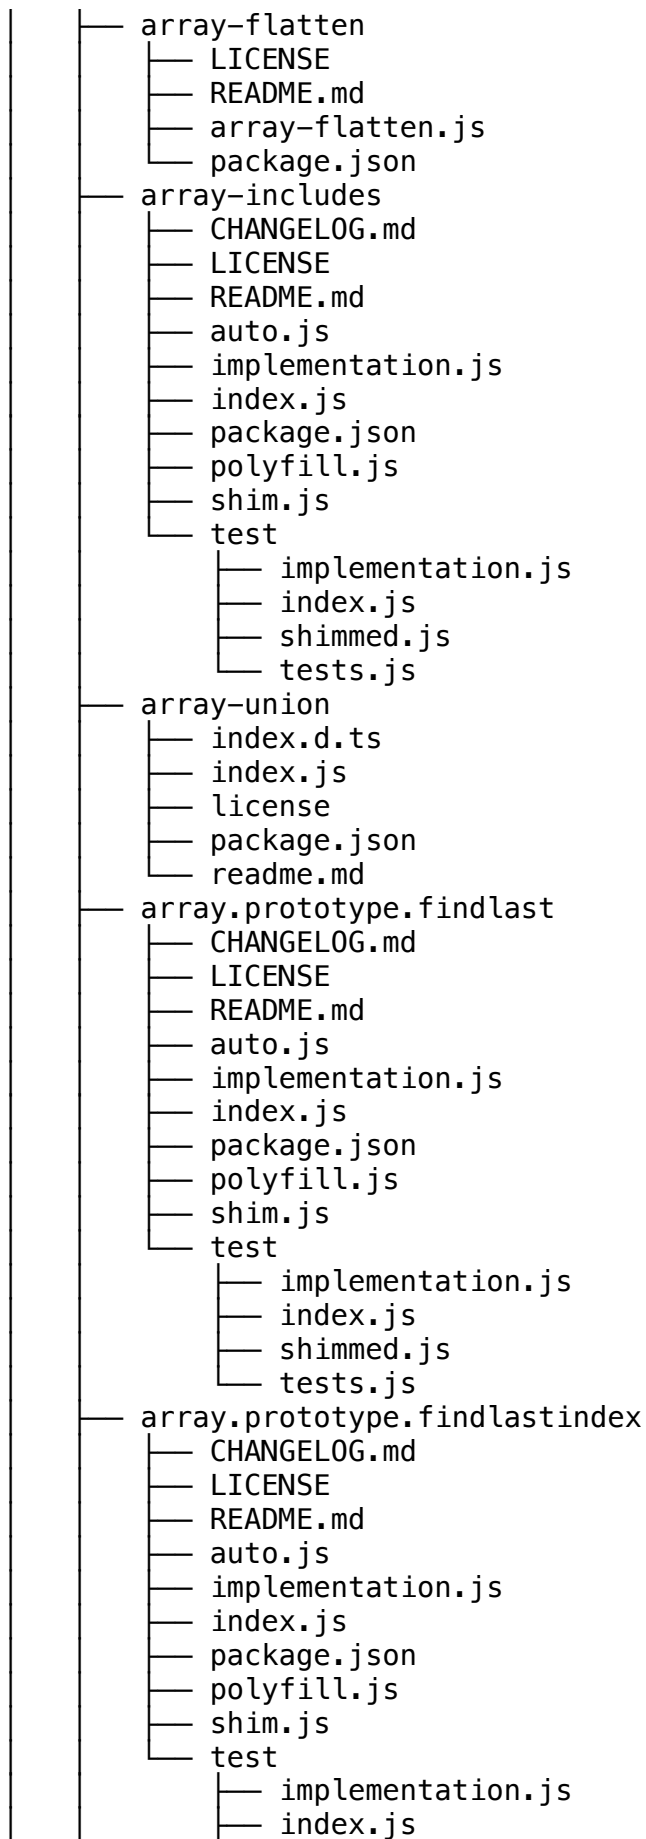 │   ├── array-flatten
│   │   ├── LICENSE
│   │   ├── README.md
│   │   ├── array-flatten.js
│   │   └── package.json
│   ├── array-includes
│   │   ├── CHANGELOG.md
│   │   ├── LICENSE
│   │   ├── README.md
│   │   ├── auto.js
│   │   ├── implementation.js
│   │   ├── index.js
│   │   ├── package.json
│   │   ├── polyfill.js
│   │   ├── shim.js
│   │   └── test
│   │       ├── implementation.js
│   │       ├── index.js
│   │       ├── shimmed.js
│   │       └── tests.js
│   ├── array-union
│   │   ├── index.d.ts
│   │   ├── index.js
│   │   ├── license
│   │   ├── package.json
│   │   └── readme.md
│   ├── array.prototype.findlast
│   │   ├── CHANGELOG.md
│   │   ├── LICENSE
│   │   ├── README.md
│   │   ├── auto.js
│   │   ├── implementation.js
│   │   ├── index.js
│   │   ├── package.json
│   │   ├── polyfill.js
│   │   ├── shim.js
│   │   └── test
│   │       ├── implementation.js
│   │       ├── index.js
│   │       ├── shimmed.js
│   │       └── tests.js
│   ├── array.prototype.findlastindex
│   │   ├── CHANGELOG.md
│   │   ├── LICENSE
│   │   ├── README.md
│   │   ├── auto.js
│   │   ├── implementation.js
│   │   ├── index.js
│   │   ├── package.json
│   │   ├── polyfill.js
│   │   ├── shim.js
│   │   └── test
│   │       ├── implementation.js
│   │       ├── index.js